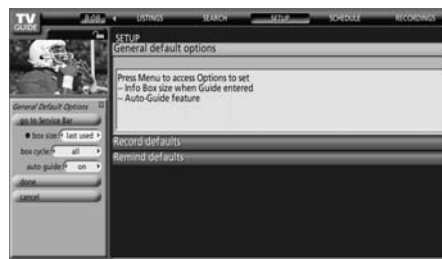 TV
GUIDE
8:08
LISTINGS
SEARCH
SETUP
SCHEDULE
RECORDINGS
SETUP
General default options
Press Menu to access Options to set
– Info Box size when Guide entered
– Auto-Guide feature
Record defaults
Remind defaults
General Default Options
go to Service Bar
box size: last used
box cycle: all
auto guide: on
done
cancel